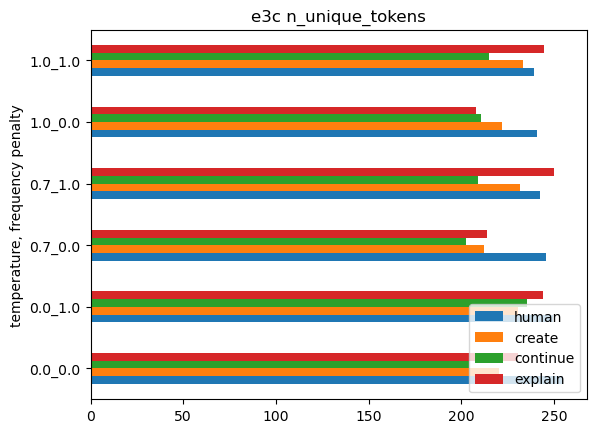 e3c n_unique_tokens
temperature, frequency penalty
1.0_1.0
1.0_0.0
0.7_1.0
0.7_0.0
0.0_1.0
0.0_0.0
human
create
continue
explain
0 50 100 150 200 250